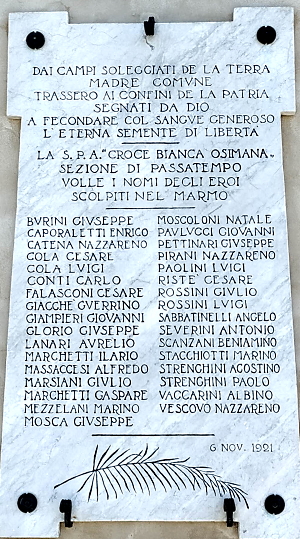 DAI CAMPI SOLEGGIATI DE LA TERRA
MADRE COMVNE
TRASSERO AI CONFINI DE LA PATRIA
SEGNATI DA DIO
A FECONDARE COL SANGVE GENEROSO
L'ETERNA SEMENTE DI LIBERTA'
LA S.P.A. "CROCE BIANCA OSIMANA"
SEZIONE DI PASSATEMPO
VOLLE I NOMI DEGLI EROI
SCOLPITI NEL MARMO
BVRINI GIVSEPPE
CAPORALETTI ENRICO
CATENA NAZZARENO
COLA CESARE
COLA LUIGI
CONTI CARLO
FALASCONI CESARE
GIACCHE' GVERRINO
GIAMPIERI GIOVANNI
GLORIO GIVSEPPE
LANARI AVRELIO
MARCHETTI ILARIO
MASSACCESI ALFREDO
MARSIANI GIVLIO
MARCHETTI GASPARE
MEZZELANI MARINO
MOSCA GIVSEPPE
MOSCOLONI NATALE
PAVLVCCI GIOVANNI
PETTINARI GIVSEPPE
PIRANI NAZZARENO
PAOLINI LVIGI
RISTE' CESARE
ROSSINI GIVLIO
ROSSINI LVIGI
SABBATINELLI ANGELO
SEVERINI ANTONIO
SCANZANI BENIAMINO
STACCHIOTTI MARINO
STRENGHINI AGOSTINO
STRENGHINI PAOLO
VACCARINI ALBINO
VESCOVO NAZZARENO
6 NOV. 1921